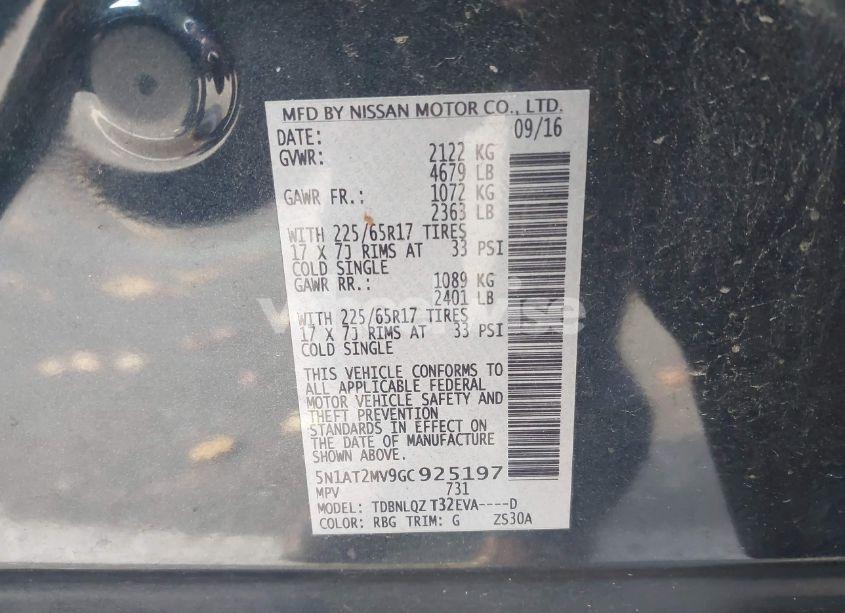 MFD BY NISSAN MOTOR CO., LTD.
DATE: 09/16
GVWR: 2122 KG
4679 LB
GAWR FR.: 1072 KG
2363 LB
WITH 225/65R17 TIRES
17 X 7J RIMS AT 33 PSI
COLD SINGLE
GAWR RR.: 1089 KG
2401 LB
WITH 225/65R17 TIRES
17 X 7J RIMS AT 33 PSI
COLD SINGLE
THIS VEHICLE CONFORMS TO
ALL APPLICABLE FEDERAL
MOTOR VEHICLE SAFETY AND
THEFT PREVENTION
STANDARDS IN EFFECT ON
THE DATE OF MANUFACTURE
SHOWN ABOVE.
5N1AT2MV9GC925197
MPV 731
MODEL: TDBNLQZ T32EVA----D
COLOR: RBG TRIM: G ZS30A